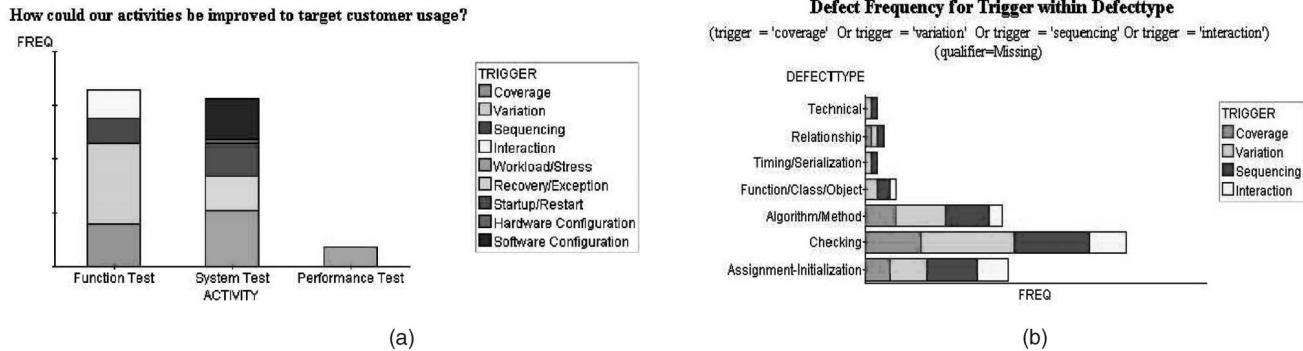 How could our activities be improved to target customer usage?
FREQ
TRIGGER
Coverage
Variation
Sequencing
Interaction
Workload/Stress
Recovery/Exception
Startup/Restart
Hardware Configuration
Software Configuration
Function Test
System Test
Performance Test
ACTIVITY
(a)
Defect Frequency for Trigger within Defecttype
(trigger = 'coverage' Or trigger = 'variation' Or trigger = 'sequencing' Or trigger = 'interaction')
(qualifier=Missing)
DEFECTTYPE
Technical
Relationship
Timing/Serialization
Function/Class/Object
Algorithm/Method
Checking
Assignment-Initialization
FREQ
TRIGGER
Coverage
Variation
Sequencing
Interaction
(b)